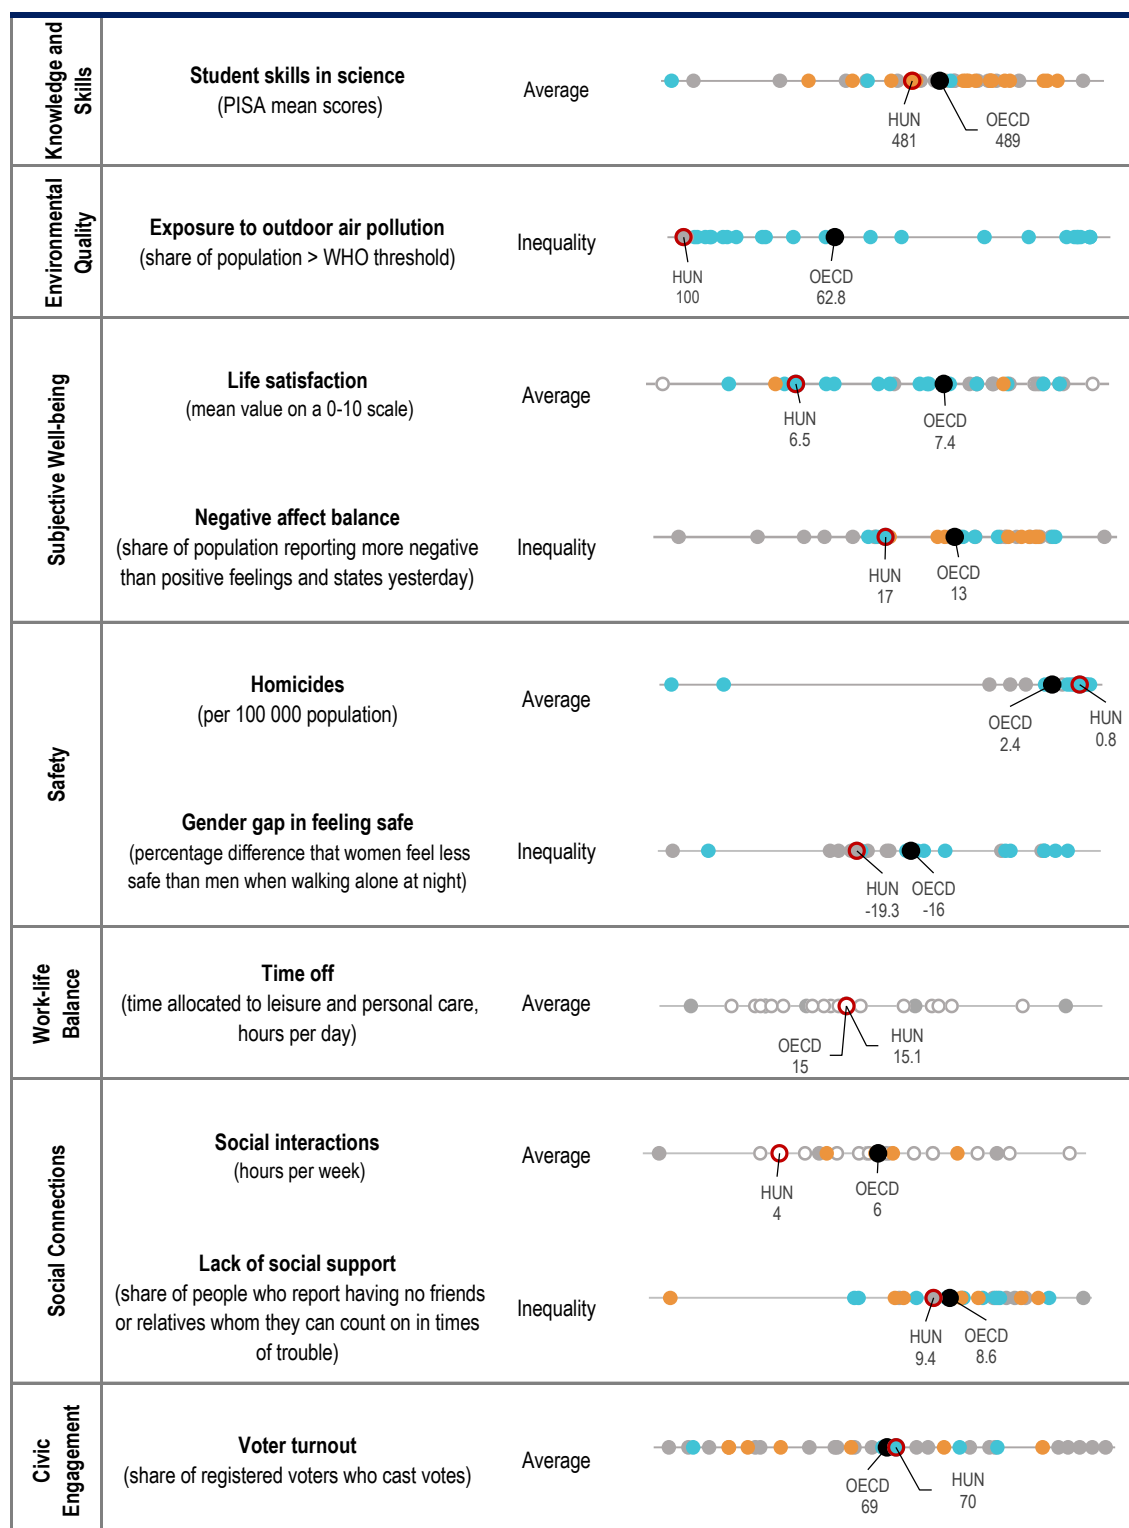 Knowledge and
Skills
Student skills in science
(PISA mean scores)
Average
HUN
481
OECD
489
Environmental
Quality
Exposure to outdoor air pollution
(share of population > WHO threshold)
Inequality
HUN
100
OECD
62.8
Subjective Well-being
Life satisfaction
(mean value on a 0-10 scale)
Average
HUN
6.5
OECD
7.4
Negative affect balance
(share of population reporting more negative
than positive feelings and states yesterday)
Inequality
HUN
17
OECD
13
Safety
Homicides
(per 100 000 population)
Average
OECD
2.4
HUN
0.8
Gender gap in feeling safe
(percentage difference that women feel less
safe than men when walking alone at night)
Inequality
HUN
-19.3
OECD
-16
Work-life
Balance
Time off
(time allocated to leisure and personal care,
hours per day)
Average
OECD
15
HUN
15.1
Social Connections
Social interactions
(hours per week)
Average
HUN
4
OECD
6
Lack of social support
(share of people who report having no friends
or relatives whom they can count on in times
of trouble)
Inequality
HUN
9.4
OECD
8.6
Civic
Engagement
Voter turnout
(share of registered voters who cast votes)
Average
OECD
69
HUN
70